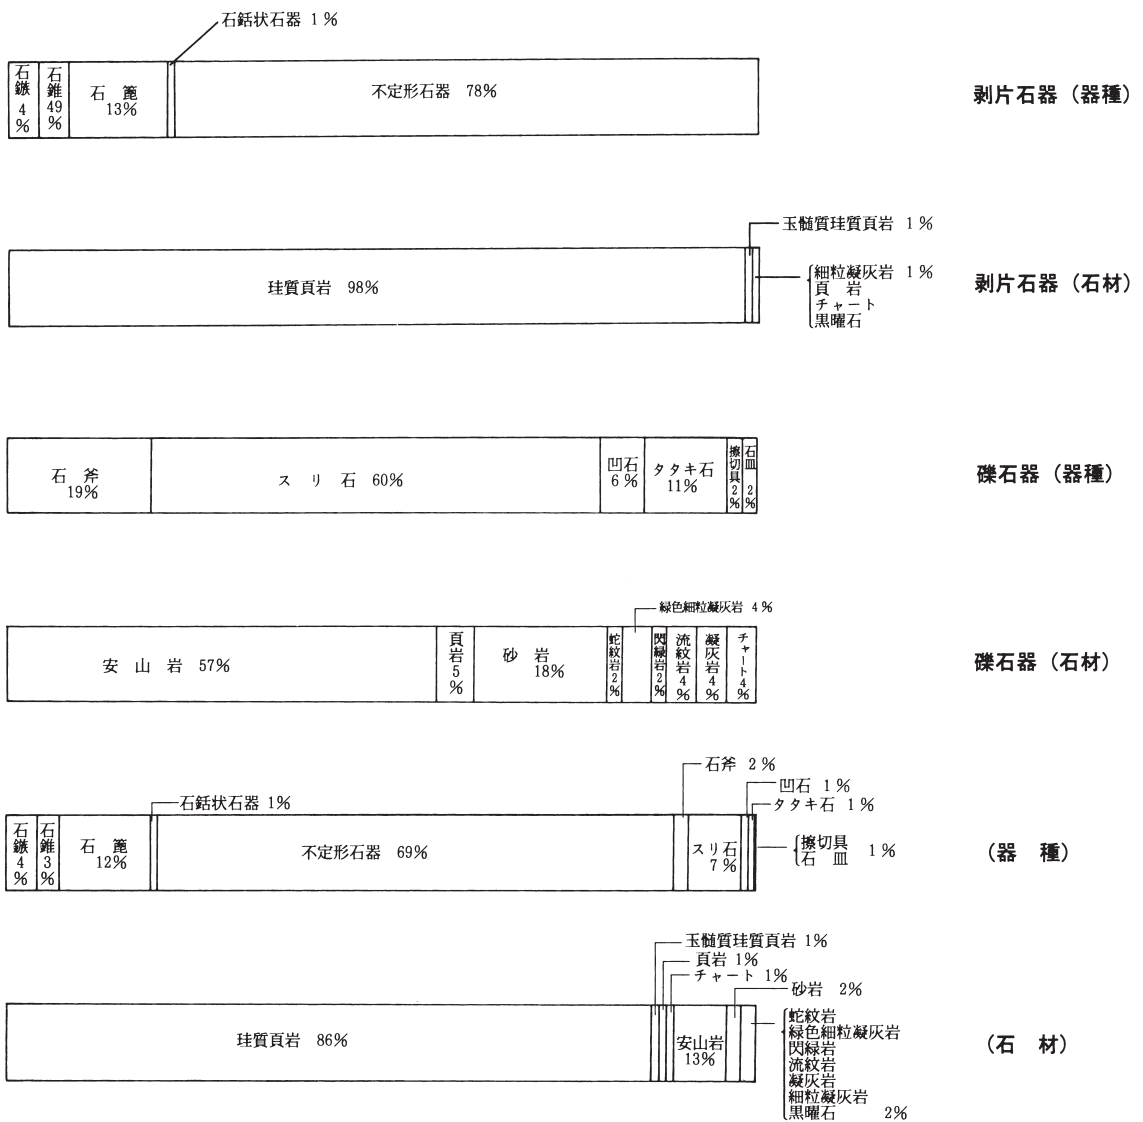 石銛状石器 1%
石鏃 4%
石錐 49%
石 箆 13%
不定形石器 78%
剥片石器（器種）
玉髄質珪質頁岩 1%
珪質頁岩 98%
細粒凝灰岩 1%
頁 岩
チャート
黒曜石
剥片石器（石材）
石 斧 19%
ス リ 石 60%
凹石 6%
タタキ石 11%
擦切具 2%
石皿 2%
礫石器（器種）
緑色細粒凝灰岩 4%
安 山 岩 57%
頁岩 5%
砂 岩 18%
蛇紋岩 2%
閃緑岩 2%
流紋岩 4%
凝灰岩 4%
チャート 4%
礫石器（石材）
石斧 2%
凹石 1%
タタキ石 1%
石銛状石器 1%
石鏃 4%
石錐 3%
石 箆 12%
不定形石器 69%
スリ石 7%
擦切具
石 皿 1%
（器 種）
玉髄質珪質頁岩 1%
頁岩 1%
チャート 1%
砂岩 2%
珪質頁岩 86%
安山岩 13%
蛇紋岩
緑色細粒凝灰岩
閃緑岩
流紋岩
凝灰岩
細粒凝灰岩
黒曜石 2%
（石 材）